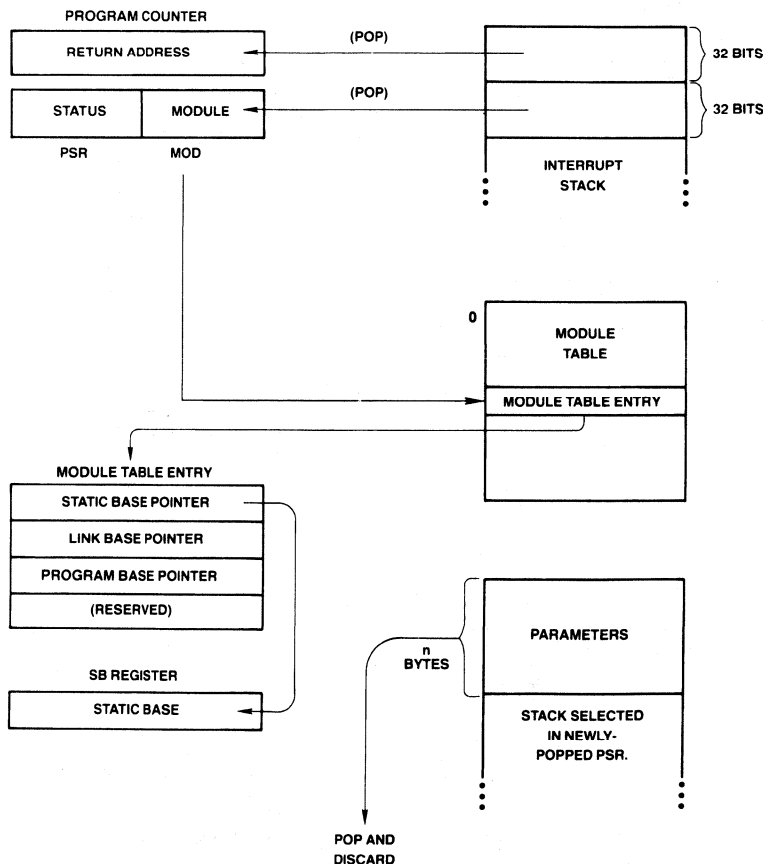 PROGRAM COUNTER
RETURN ADDRESS
(POP)
32 BITS
STATUS
MODULE
(POP)
32 BITS
PSR
MOD
INTERRUPT
STACK
0
MODULE
TABLE
MODULE TABLE ENTRY
MODULE TABLE ENTRY
STATIC BASE POINTER
LINK BASE POINTER
PROGRAM BASE POINTER
(RESERVED)
SB REGISTER
STATIC BASE
n
BYTES
PARAMETERS
STACK SELECTED
IN NEWLY-
POPPED PSR.
POP AND
DISCARD